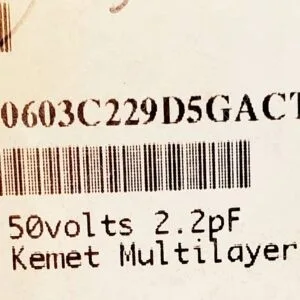 0603C229D5GACT
50volts 2.2pF
Kemet Multilayer